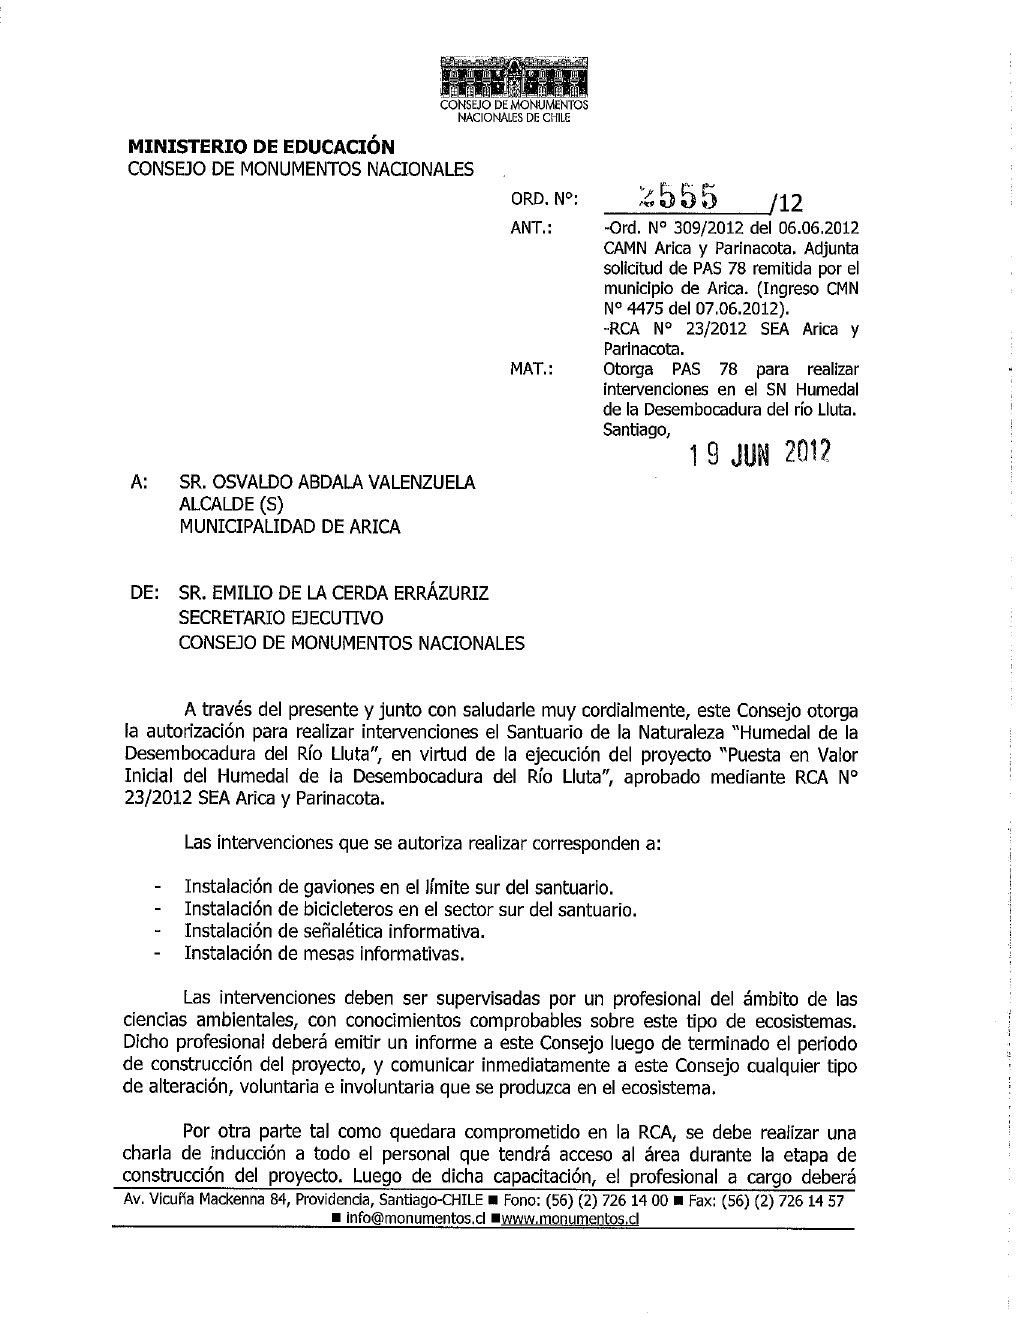 CONSEJO DE MONUMENTOS
NACIONALES DE CHILE
MINISTERIO DE EDUCACIÓN
CONSEJO DE MONUMENTOS NACIONALES
ORD. Nº: 2555 /12
ANT.: -Ord. Nº 309/2012 del 06.06.2012
CAMN Arica y Parinacota. Adjunta
solicitud de PAS 78 remitida por el
municipio de Arica. (Ingreso CMN
Nº 4475 del 07.06.2012).
-RCA Nº 23/2012 SEA Arica y
Parinacota.
MAT.: Otorga PAS 78 para realizar
intervenciones en el SN Humedal
de la Desembocadura del río Lluta.
Santiago,
19 JUN 2012
A: SR. OSVALDO ABDALA VALENZUELA
ALCALDE (S)
MUNICIPALIDAD DE ARICA
DE: SR. EMILIO DE LA CERDA ERRÁZURIZ
SECRETARIO EJECUTIVO
CONSEJO DE MONUMENTOS NACIONALES
A través del presente y junto con saludarle muy cordialmente, este Consejo otorga
la autorización para realizar intervenciones el Santuario de la Naturaleza "Humedal de la
Desembocadura del Río Lluta", en virtud de la ejecución del proyecto "Puesta en Valor
Inicial del Humedal de la Desembocadura del Río Lluta", aprobado mediante RCA Nº
23/2012 SEA Arica y Parinacota.
Las intervenciones que se autoriza realizar corresponden a:
- Instalación de gaviones en el límite sur del santuario.
- Instalación de bicicleteros en el sector sur del santuario.
- Instalación de señalética informativa.
- Instalación de mesas informativas.
Las intervenciones deben ser supervisadas por un profesional del ámbito de las
ciencias ambientales, con conocimientos comprobables sobre este tipo de ecosistemas.
Dicho profesional deberá emitir un informe a este Consejo luego de terminado el periodo
de construcción del proyecto, y comunicar inmediatamente a este Consejo cualquier tipo
de alteración, voluntaria e involuntaria que se produzca en el ecosistema.
Por otra parte tal como quedara comprometido en la RCA, se debe realizar una
charla de inducción a todo el personal que tendrá acceso al área durante la etapa de
construcción del proyecto. Luego de dicha capacitación, el profesional a cargo deberá
Av. Vicuña Mackenna 84, Providencia, Santiago-CHILE ■ Fono: (56) (2) 726 14 00 ■ Fax: (56) (2) 726 14 57
■ info@monumentos.cl ■www.monumentos.cl